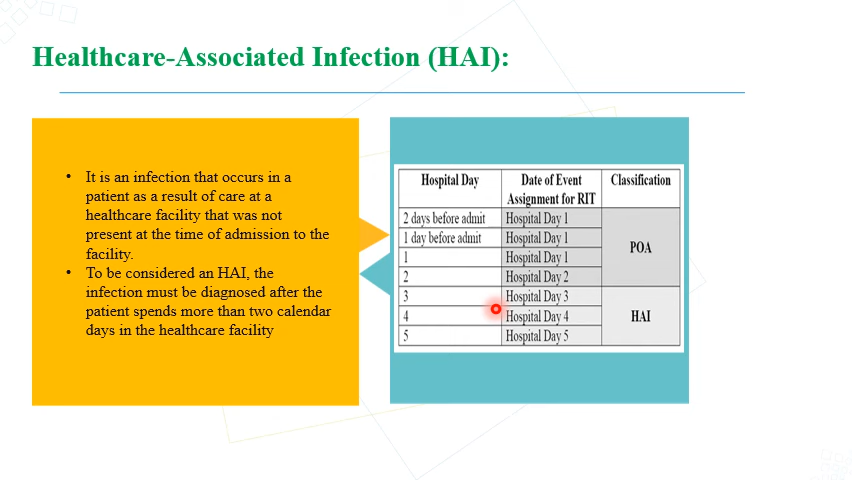 Healthcare-Associated Infection (HAI):
• It is an infection that occurs in a
patient as a result of care at a
healthcare facility that was not
present at the time of admission to the
facility.
• To be considered an HAI, the
infection must be diagnosed after the
patient spends more than two calendar
days in the healthcare facility
Hospital Day Date of Event Assignment for RIT Classification
2 days before admit Hospital Day 1
1 day before admit Hospital Day 1
1 Hospital Day 1
2 Hospital Day 2
POA
3 Hospital Day 3
4 Hospital Day 4
5 Hospital Day 5
HAI